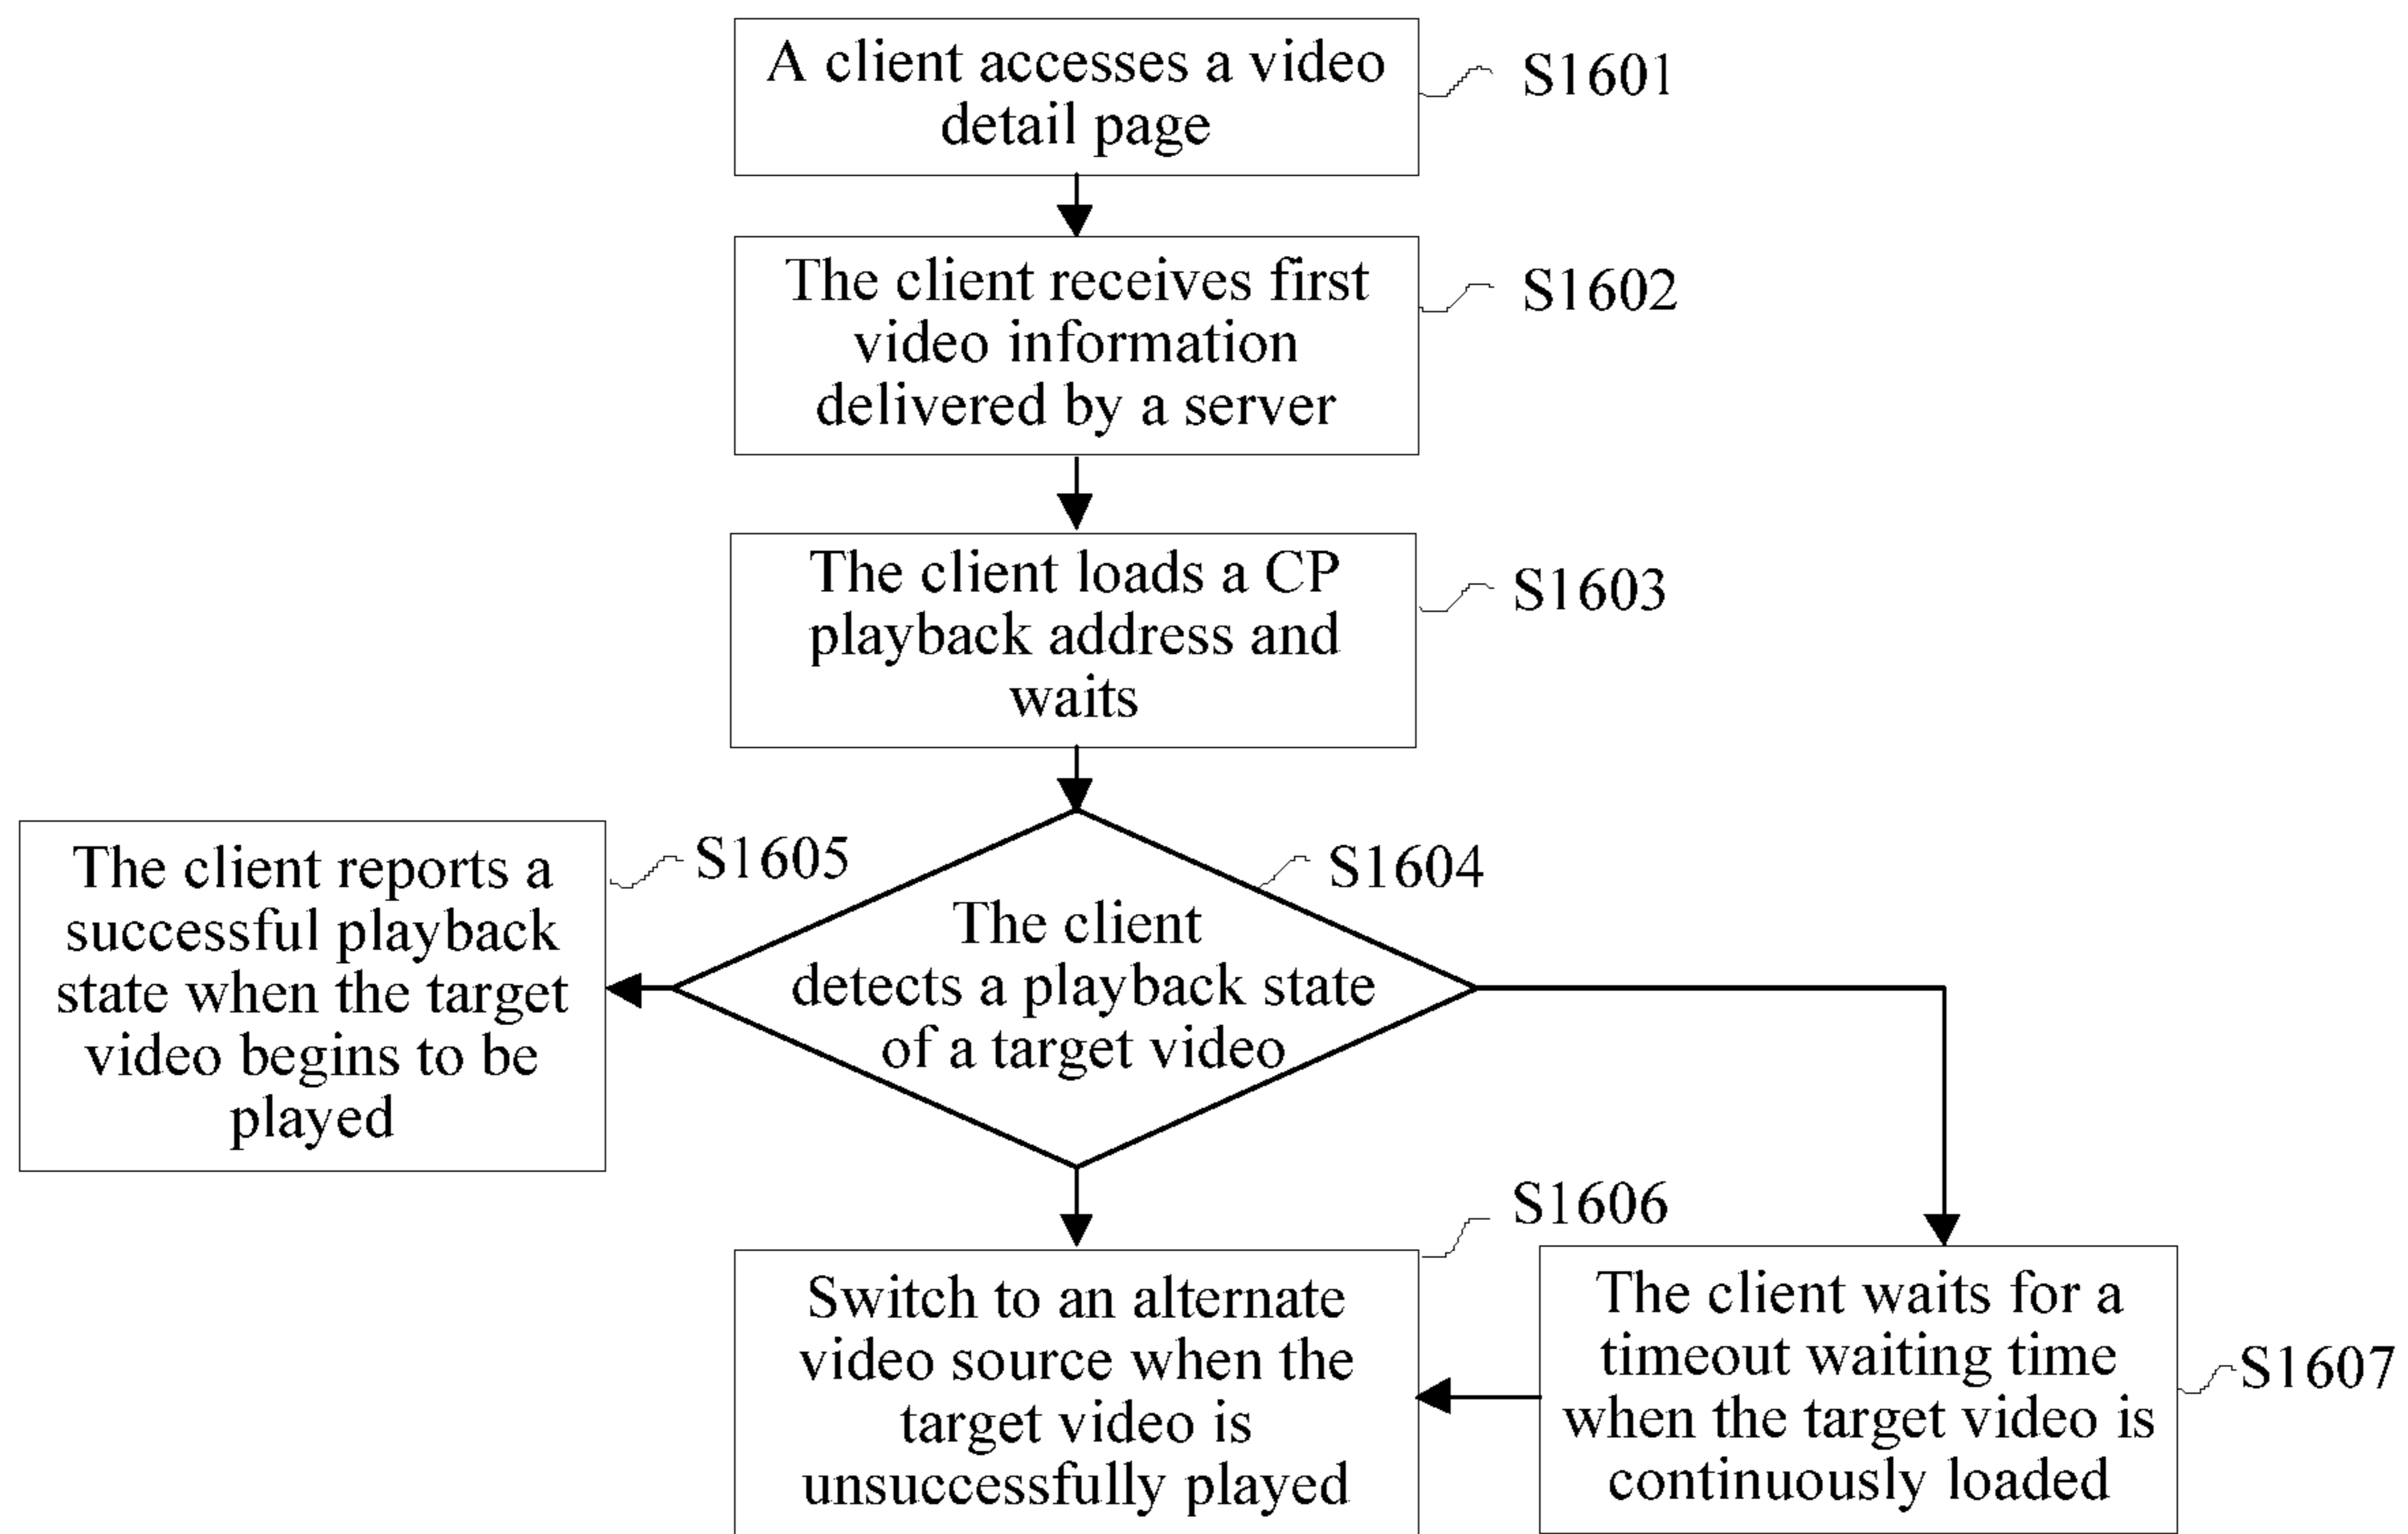 A client accesses a video
detail page
S1601
The client receives first
video information
delivered by a server
S1602
The client loads a CP
playback address and
waits
S1603
The client
detects a playback state
of a target video
S1604
The client reports a
successful playback
state when the target
video begins to be
played
S1605
Switch to an alternate
video source when the
target video is
unsuccessfully played
S1606
The client waits for a
timeout waiting time
when the target video is
continuously loaded
S1607